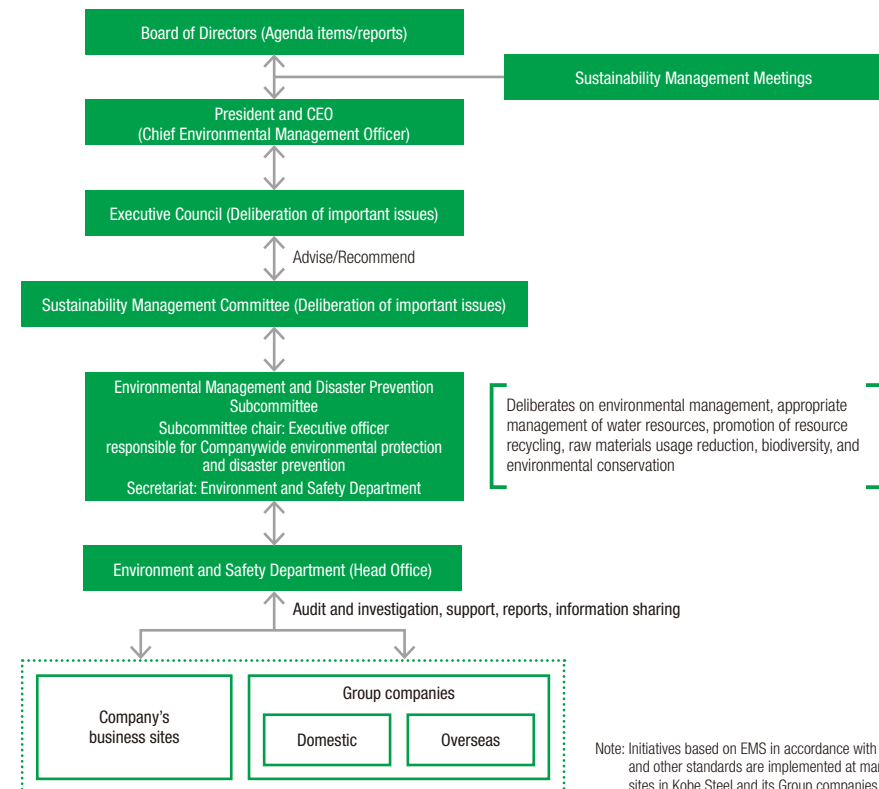 Board of Directors (Agenda items/reports)
Sustainability Management Meetings
President and CEO
(Chief Environmental Management Officer)
Executive Council (Deliberation of important issues)
Advise/Recommend
Sustainability Management Committee (Deliberation of important issues)
Environmental Management and Disaster Prevention
Subcommittee
Subcommittee chair: Executive officer
responsible for Companywide environmental protection
and disaster prevention
Secretariat: Environment and Safety Department
Deliberates on environmental management, appropriate
management of water resources, promotion of resource
recycling, raw materials usage reduction, biodiversity, and
environmental conservation
Environment and Safety Department (Head Office)
Audit and investigation, support, reports, information sharing
Company's
business sites
Group companies
Domestic
Overseas
Note: Initiatives based on EMS in accordance with
and other standards are implemented at
sites in Kobe Steel and its Group companies